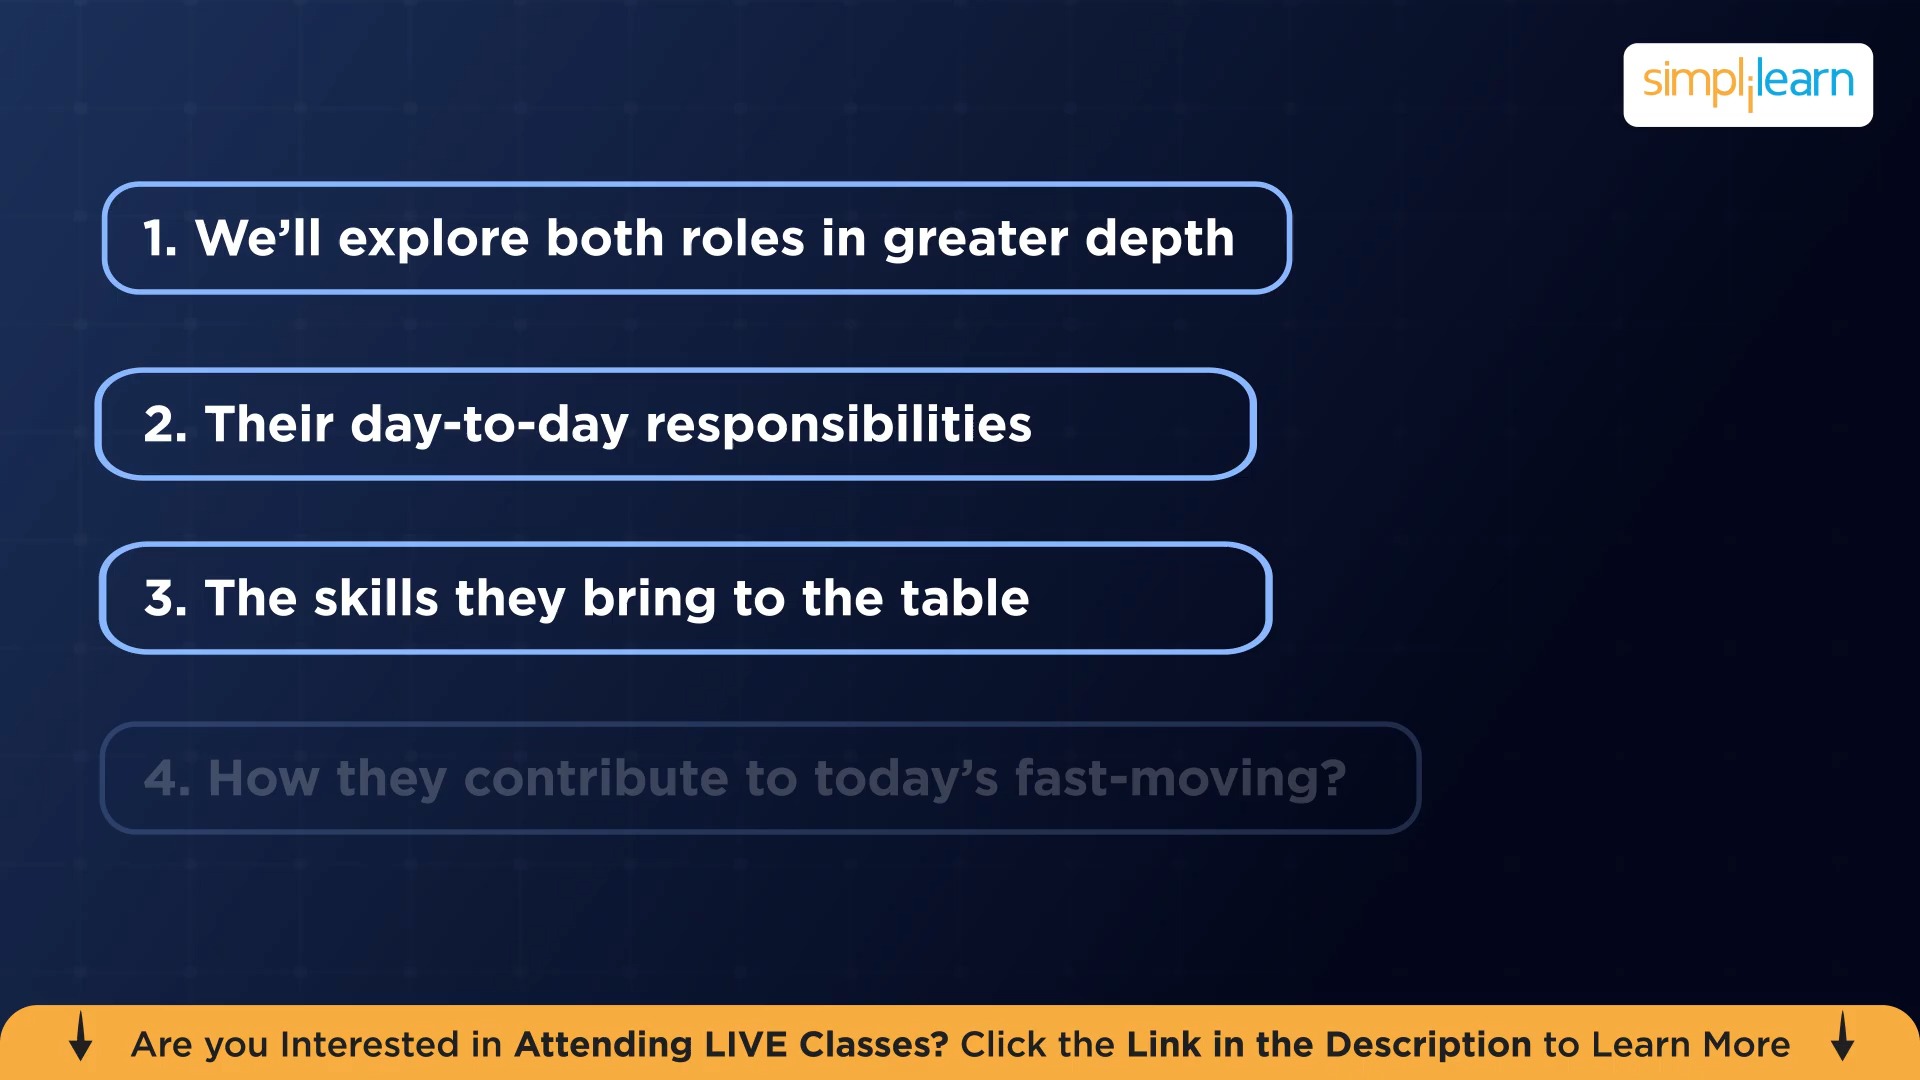 simplilearn
1. We’ll explore both roles in greater depth
2. Their day-to-day responsibilities
3. The skills they bring to the table
4. How they contribute to today’s fast-moving?
Are you Interested in Attending LIVE Classes? Click the Link in the Description to Learn More